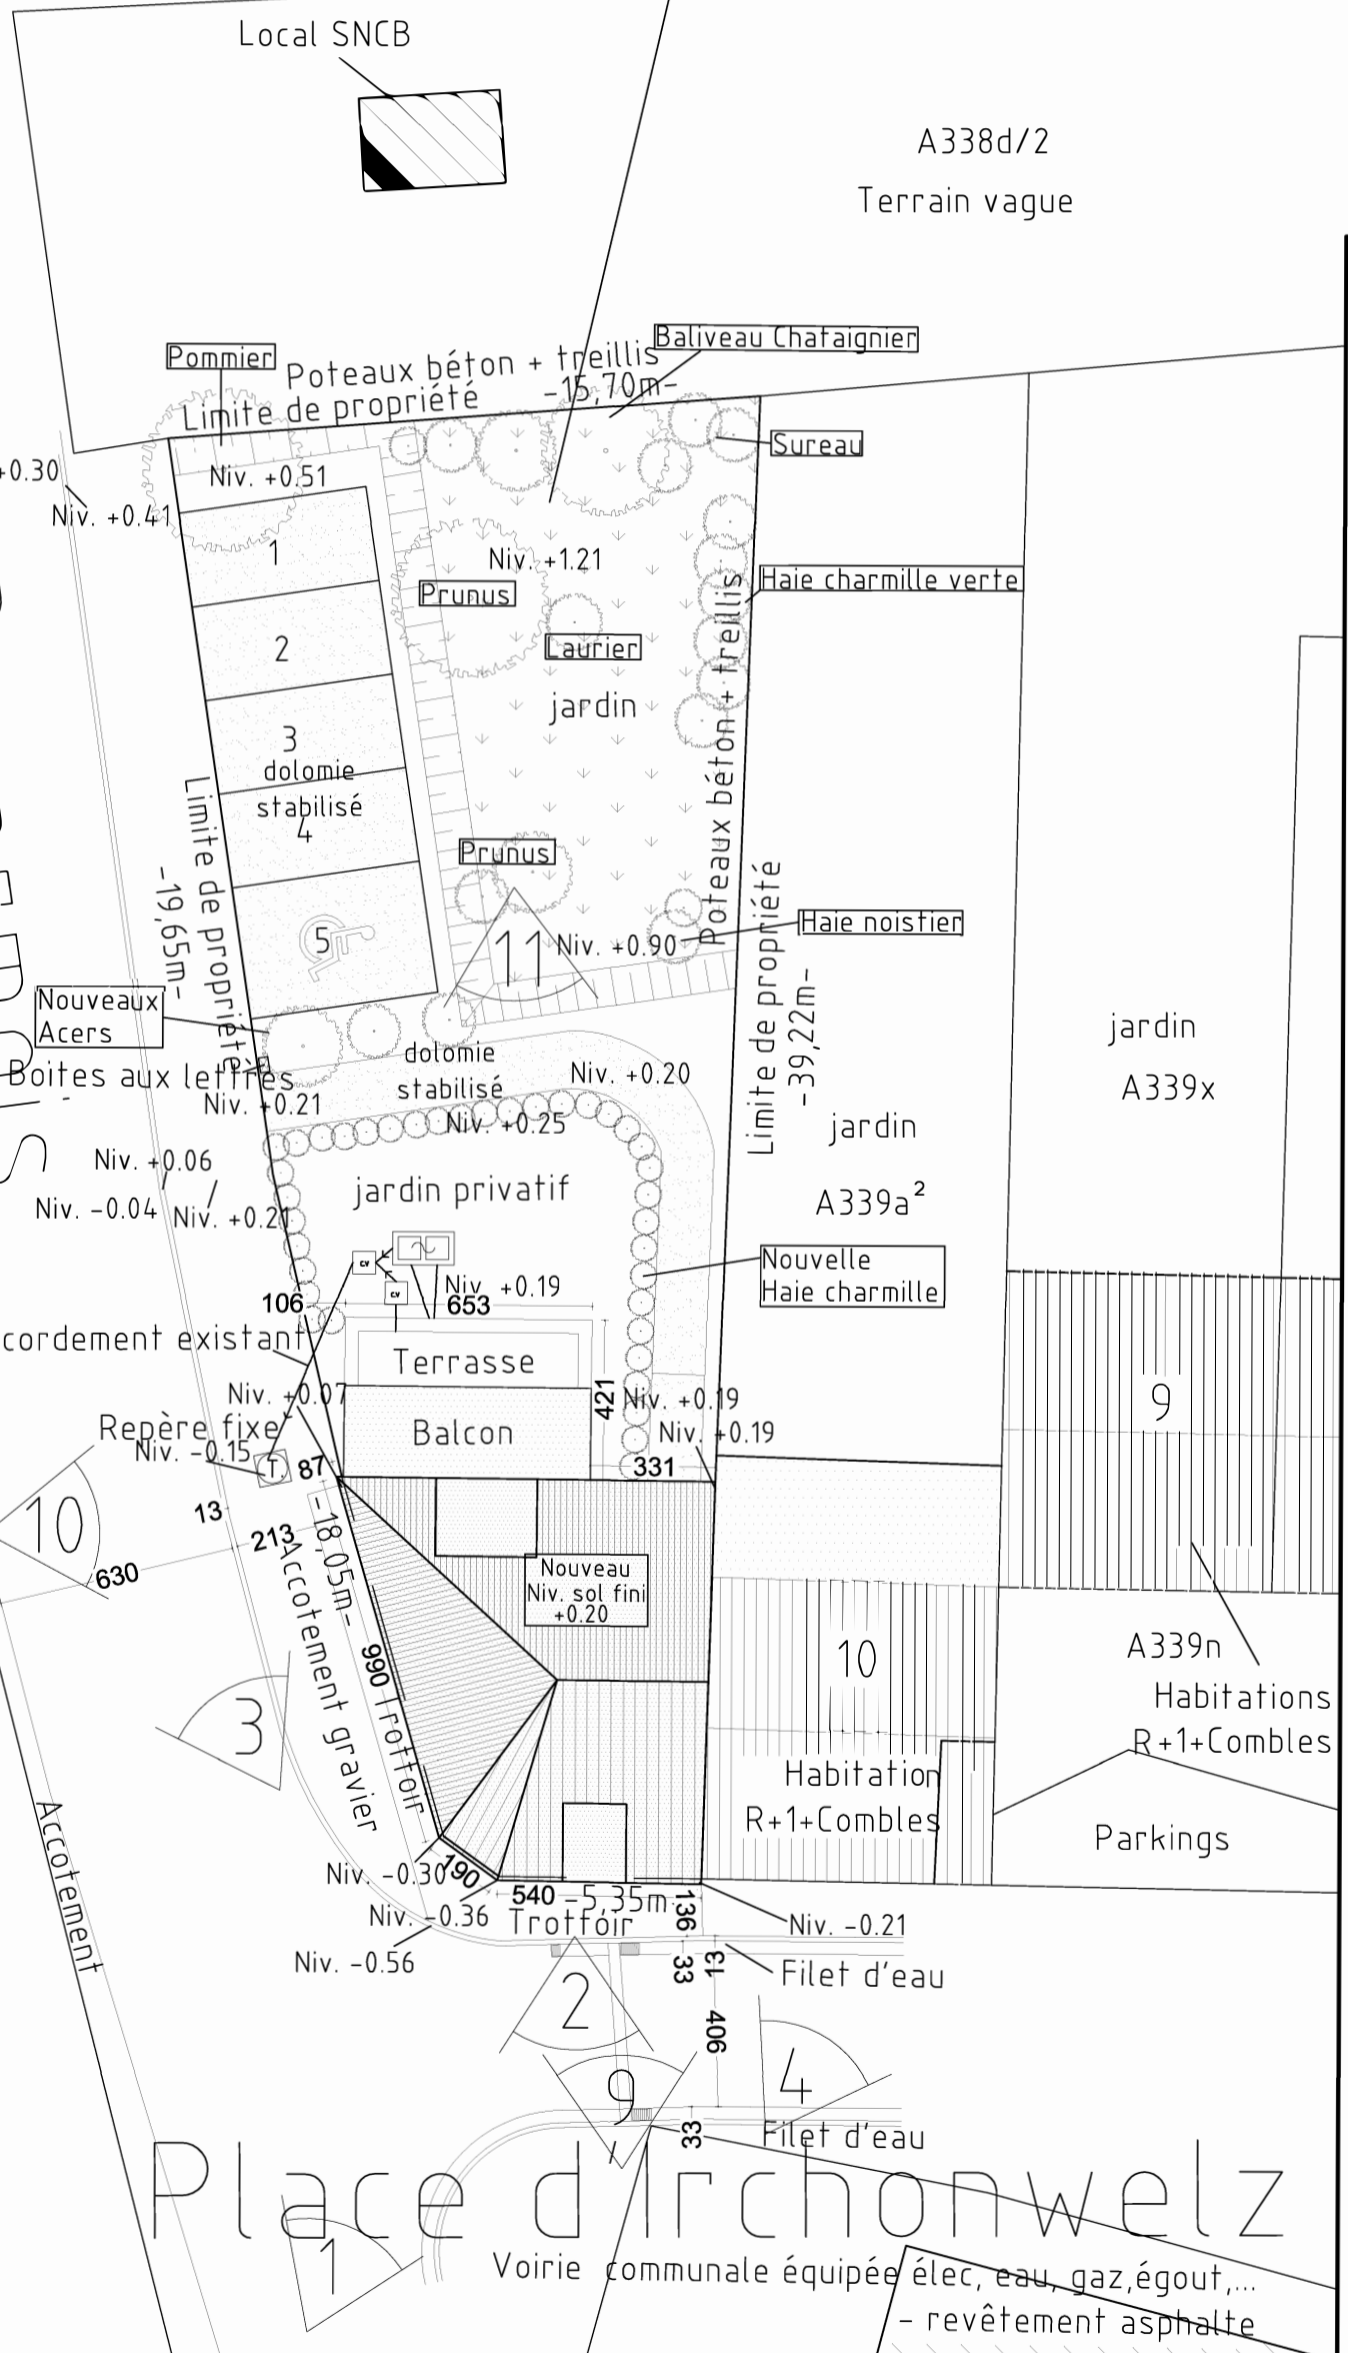 Local SNCB
A338d/2
Terrain vague
Baliveau Chataignier
Pommier
Poteaux béton + treillis
-15,70m-
Limite de propriété
Sureau
+0.30
Niv. +0.51
Niv. +0.41
1
Niv. +1.21
Haie charmille verte
Prunus
2
Laurier
jardin
3
dolomie
stabilisé
4
Poteaux béton + treillis
Limite de propriété
-19,65m-
Prunus
5
11
Niv. +0.90
Haie noistier
Limite de propriété
-39,22m-
Nouveaux
Acers
jardin
A339x
dolomie
stabilisé
Niv. +0.20
Boites aux lettres
Niv. +0.21
Niv. +0.25
jardin
A339a²
Niv. +0.06
Niv. -0.04
Niv. +0.21
jardin privatif
Nouvelle
Haie charmille
cv
cv
Niv. +0.19
106
653
cordement existant
Terrasse
421
Niv. +0.07
Niv. +0.19
9
Repère fixe
Balcon
Niv. +0.19
Niv. -0.15
T.
87
331
10
13
213
630
-18,05m-
Accotement gravier
990
Trottoir
Nouveau
Niv. sol fini
+0.20
10
A339n
Habitations
R+1+Combles
3
Habitation
R+1+Combles
Parkings
Accotement
Niv. -0.30
190
540
-5,35m-
136
Niv. -0.36
Trottoir
Niv. -0.21
Niv. -0.56
33
13
Filet d'eau
2
406
9
4
33
Filet d'eau
Place d'Irchonwelz
1
Voirie communale équipée élec, eau, gaz,égout,...
- revêtement asphalte